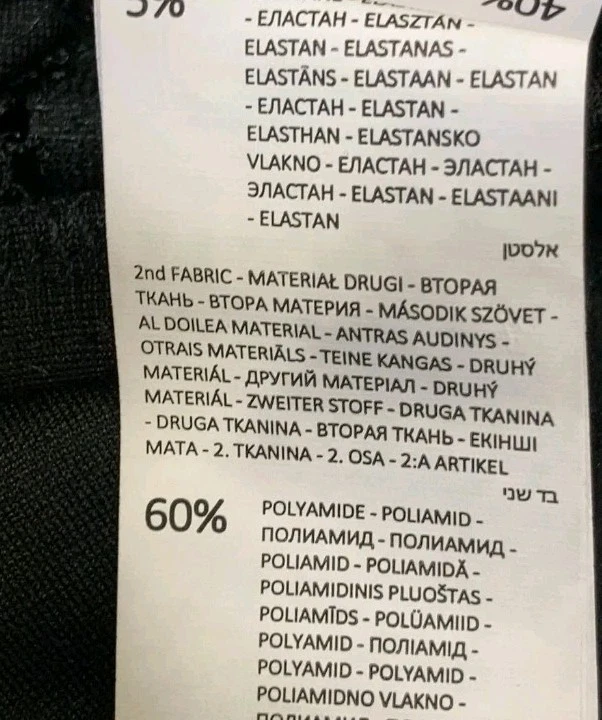 5%
40%
- ЕЛАСТАН - ELASZTÁN -
ELASTAN - ELASTANAS -
ELASTĀNS - ELASTAAN - ELASTAN
- ЕЛАСТАН - ELASTAN -
ELASTHAN - ELASTANSKO
VLAKNO - ЕЛАСТАН - ЭЛАСТАН -
ЭЛАСТАН - ELASTAN - ELASTAANI
- ELASTAN
אלסטן
2nd FABRIC - MATERIAŁ DRUGI - ВТОРАЯ
ТКАНЬ - ВТОРА МАТЕРИЯ - MÁSODIK SZÖVET -
AL DOILEA MATERIAL - ANTRAS AUDINYS -
OTRAIS MATERIĀLS - TEINE KANGAS - DRUHÝ
MATERIÁL - ДРУГИЙ МАТЕРІАЛ - DRUHÝ
MATERIÁL - ZWEITER STOFF - DRUGA TKANINA
- DRUGA TKANINA - ВТОРАЯ ТКАНЬ - ЕКІНШІ
МАТА - 2. TKANINA - 2. OSA - 2:A ARTIKEL
בד שני
60%
POLYAMIDE - POLIAMID -
ПОЛИАМИД - ПОЛИАМИД -
POLIAMID - POLIAMIDĂ -
POLIAMIDINIS PLUOŠTAS -
POLIAMĪDS - POLÜAMIID -
POLYAMID - ПОЛІАМІД -
POLYAMID - POLYAMID -
POLIAMIDNO VLAKNO -